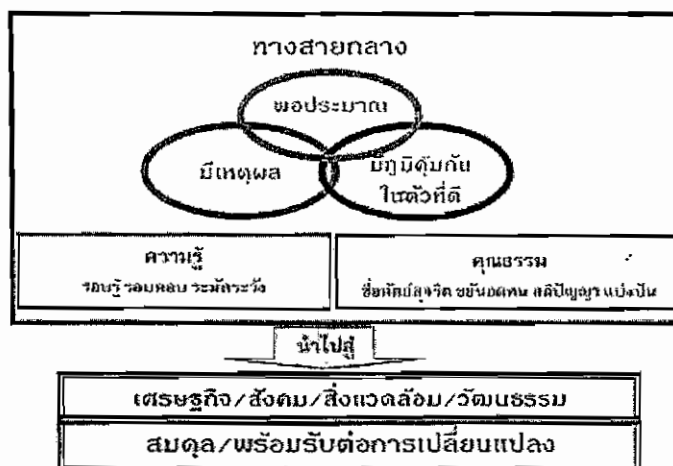 ทางสายกลาง
พอประมาณ
มีเหตุผล
มีภูมิคุ้มกัน
ในตัวที่ดี
ความรู้
รอบรู้ รอบคอบ ระมัดระวัง
คุณธรรม
ซื่อสัตย์สุจริต ขยันอดทน สติปัญญา แบ่งปัน
นำไปสู่
เศรษฐกิจ/สังคม/สิ่งแวดล้อม/วัฒนธรรม
สมดุล/พร้อมรับต่อการเปลี่ยนแปลง